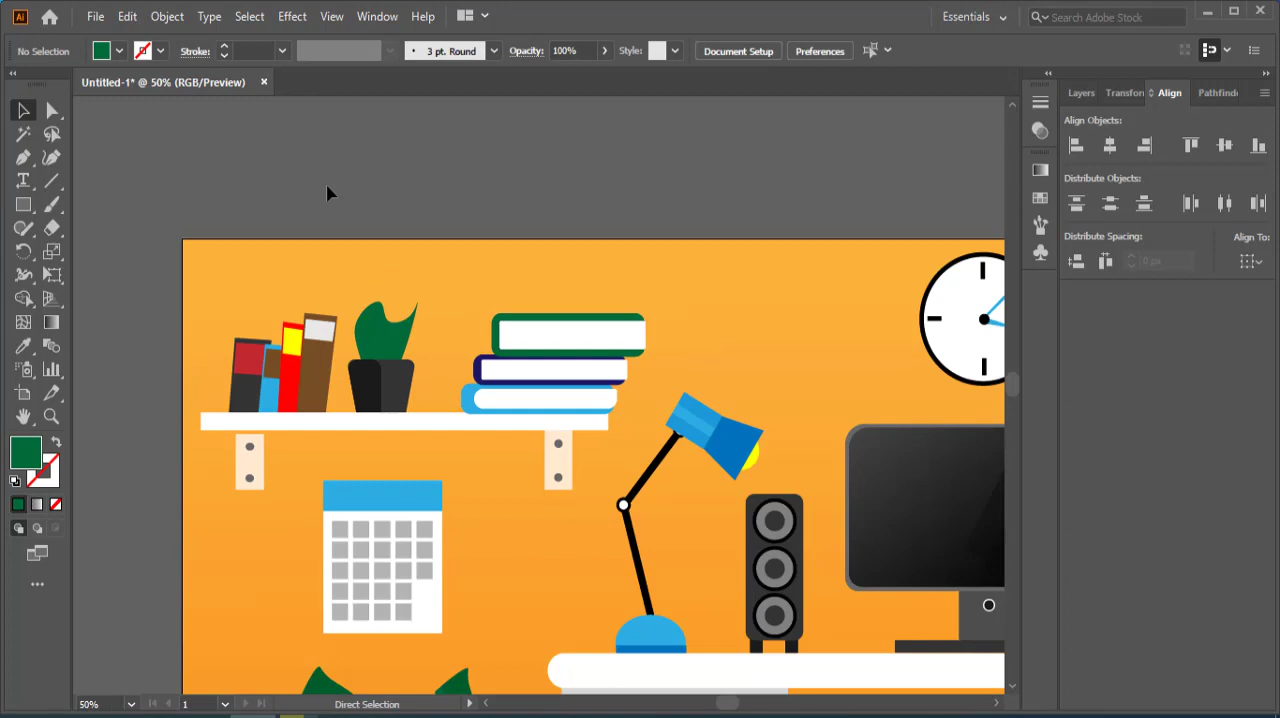 Ai File Edit Object Type Select Effect View Window Help Essentials Search Adobe Stock
No Selection Stroke: 3 pt. Round Opacity: 100% Style: Document Setup Preferences
Untitled-1* @ 50% (RGB/Preview)
Layers Transfor Align Pathfind
Align Objects:
Distribute Objects:
Distribute Spacing: Align To:
0 px
50% 1 Direct Selection